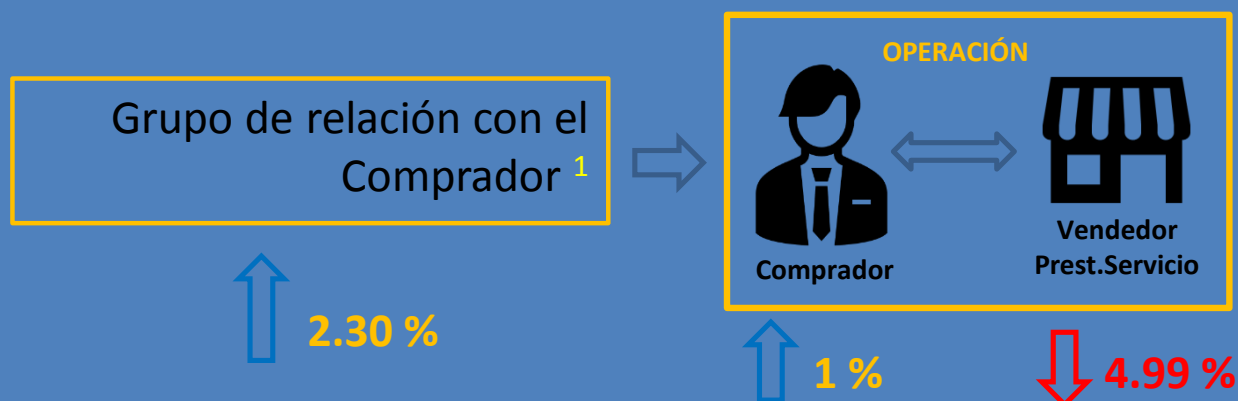 OPERACIÓN
Grupo de relación con el
Comprador 1
Comprador
Vendedor
Prest.Servicio
2.30 %
1 %
4.99 %